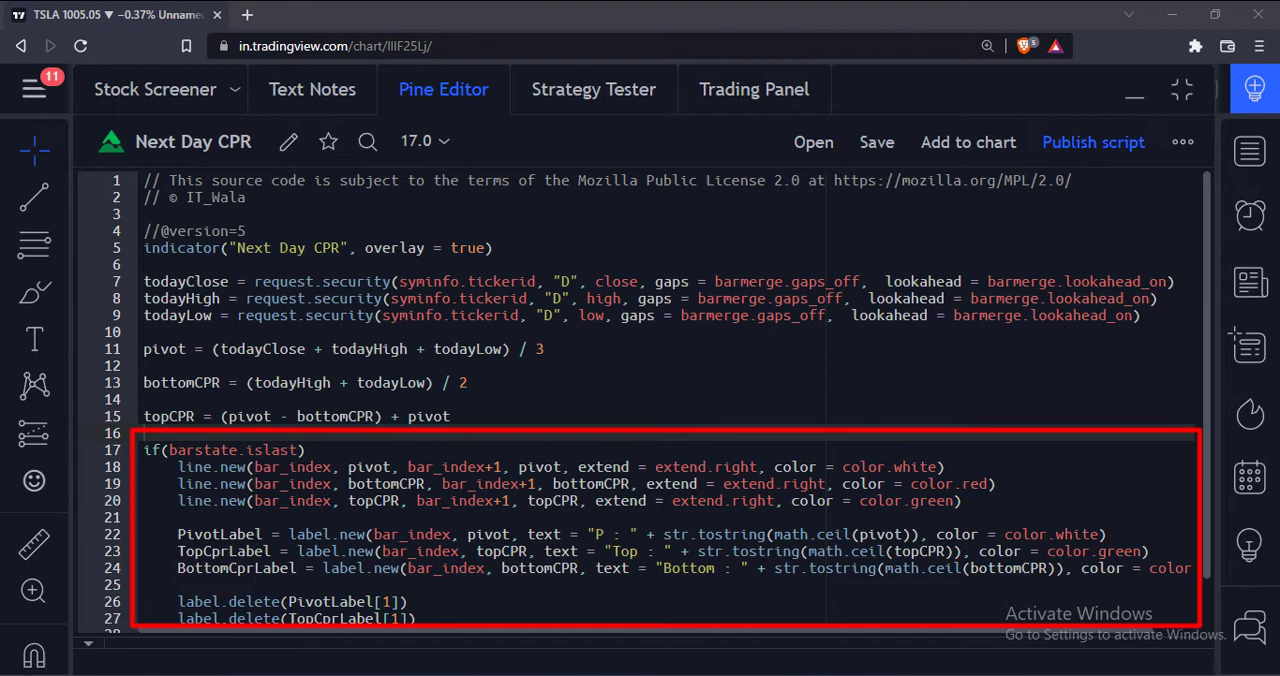 TSLA 1005.05 ▼ −0.37% Unname
in.tradingview.com/chart/IIIF25Lj/
5
11
Stock Screener
Text Notes
Pine Editor
Strategy Tester
Trading Panel
Next Day CPR
17.0
Open
Save
Add to chart
Publish script
1 // This source code is subject to the terms of the Mozilla Public License 2.0 at https://mozilla.org/MPL/2.0/
2 // © IT_Wala
3
4 //@version=5
5 indicator("Next Day CPR", overlay = true)
6
7 todayClose = request.security(syminfo.tickerid, "D", close, gaps = barmerge.gaps_off,  lookahead = barmerge.lookahead_on)
8 todayHigh = request.security(syminfo.tickerid, "D", high, gaps = barmerge.gaps_off,  lookahead = barmerge.lookahead_on)
9 todayLow = request.security(syminfo.tickerid, "D", low, gaps = barmerge.gaps_off,  lookahead = barmerge.lookahead_on)
10
11 pivot = (todayClose + todayHigh + todayLow) / 3
12
13 bottomCPR = (todayHigh + todayLow) / 2
14
15 topCPR = (pivot - bottomCPR) + pivot
16
17 if(barstate.islast)
18     line.new(bar_index, pivot, bar_index+1, pivot, extend = extend.right, color = color.white)
19     line.new(bar_index, bottomCPR, bar_index+1, bottomCPR, extend = extend.right, color = color.red)
20     line.new(bar_index, topCPR, bar_index+1, topCPR, extend = extend.right, color = color.green)
21
22     PivotLabel = label.new(bar_index, pivot, text = "P : " + str.tostring(math.ceil(pivot)), color = color.white)
23     TopCprLabel = label.new(bar_index, topCPR, text = "Top : " + str.tostring(math.ceil(topCPR)), color = color.green)
24     BottomCprLabel = label.new(bar_index, bottomCPR, text = "Bottom : " + str.tostring(math.ceil(bottomCPR)), color = color
25
26     label.delete(PivotLabel[1])
27     label.delete(TopCprLabel[1])
28
Activate Windows
Go to Settings to activate Windows.